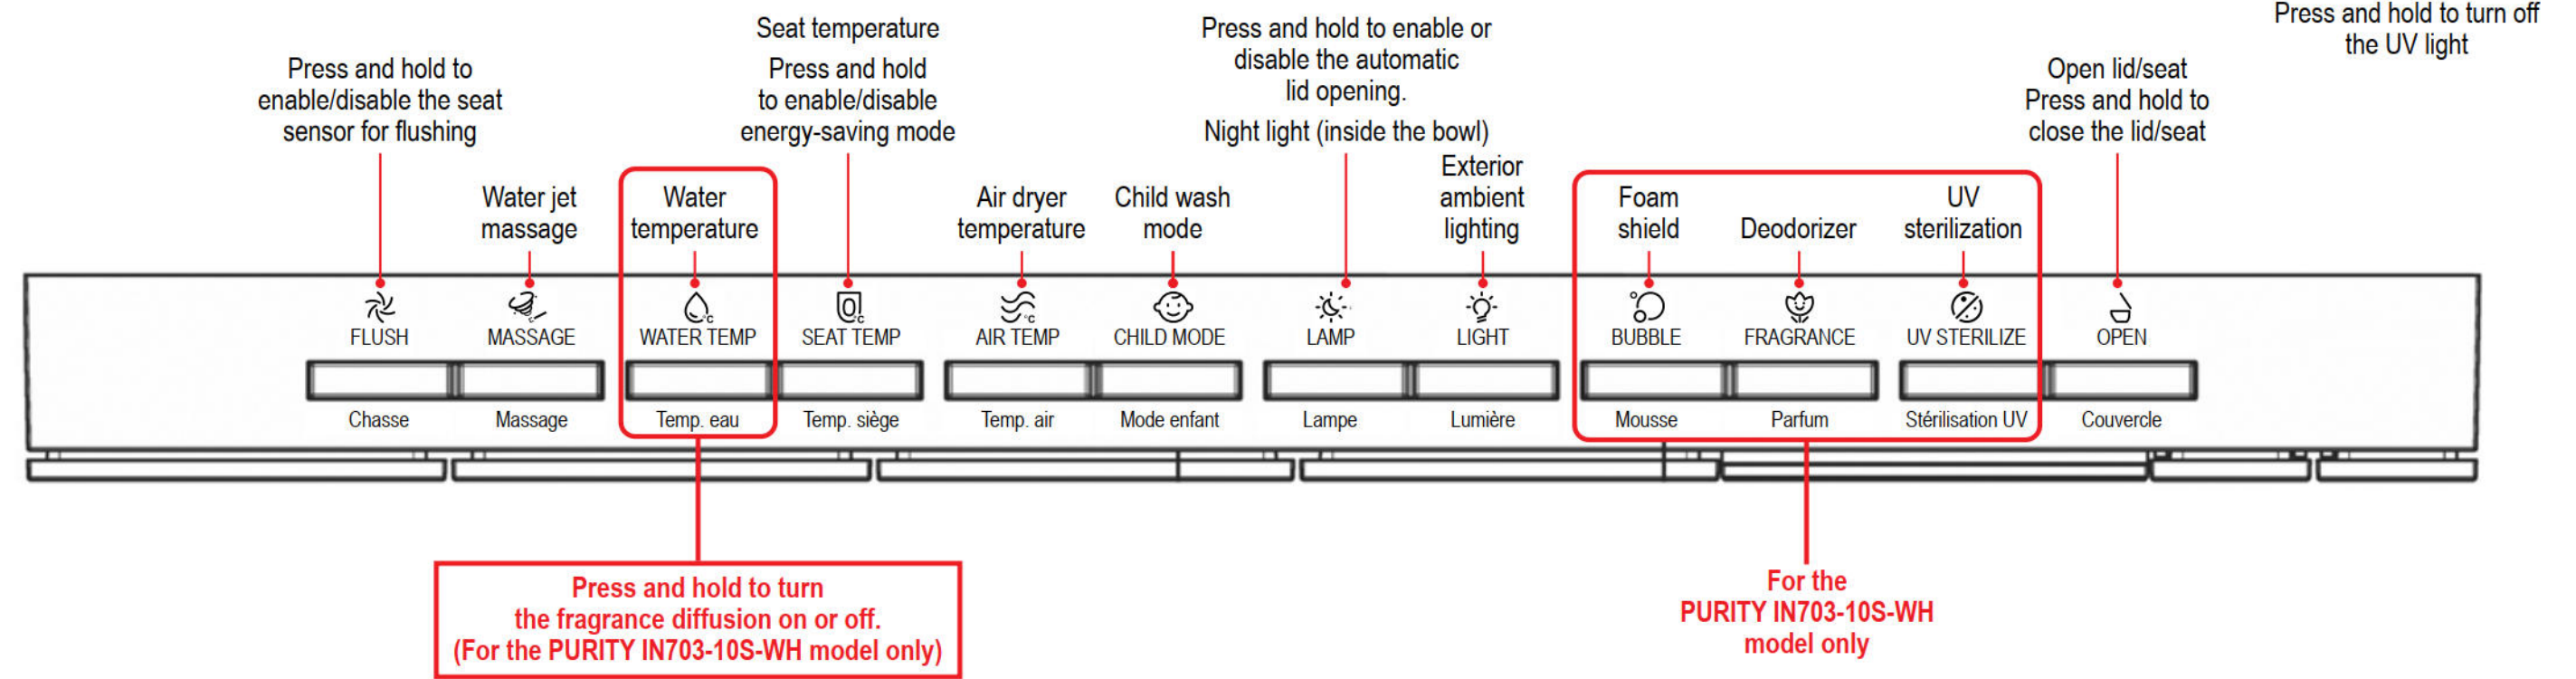 Press and hold to turn off
the UV light
Seat temperature
Press and hold
to enable/disable
energy-saving mode
Press and hold to enable or
disable the automatic
lid opening.
Night light (inside the bowl)
Press and hold to
enable/disable the seat
sensor for flushing
Open lid/seat
Press and hold to
close the lid/seat
Water jet
massage
Water
temperature
Air dryer
temperature
Child wash
mode
Exterior
ambient
lighting
Foam
shield
Deodorizer
UV
sterilization
FLUSH
MASSAGE
WATER TEMP
SEAT TEMP
AIR TEMP
CHILD MODE
LAMP
LIGHT
BUBBLE
FRAGRANCE
UV STERILIZE
OPEN
Chasse
Massage
Temp. eau
Temp. siège
Temp. air
Mode enfant
Lampe
Lumière
Mousse
Parfum
Stérilisation UV
Couvercle
Press and hold to turn
the fragrance diffusion on or off.
(For the PURITY IN703-10S-WH model only)
For the
PURITY IN703-10S-WH
model only